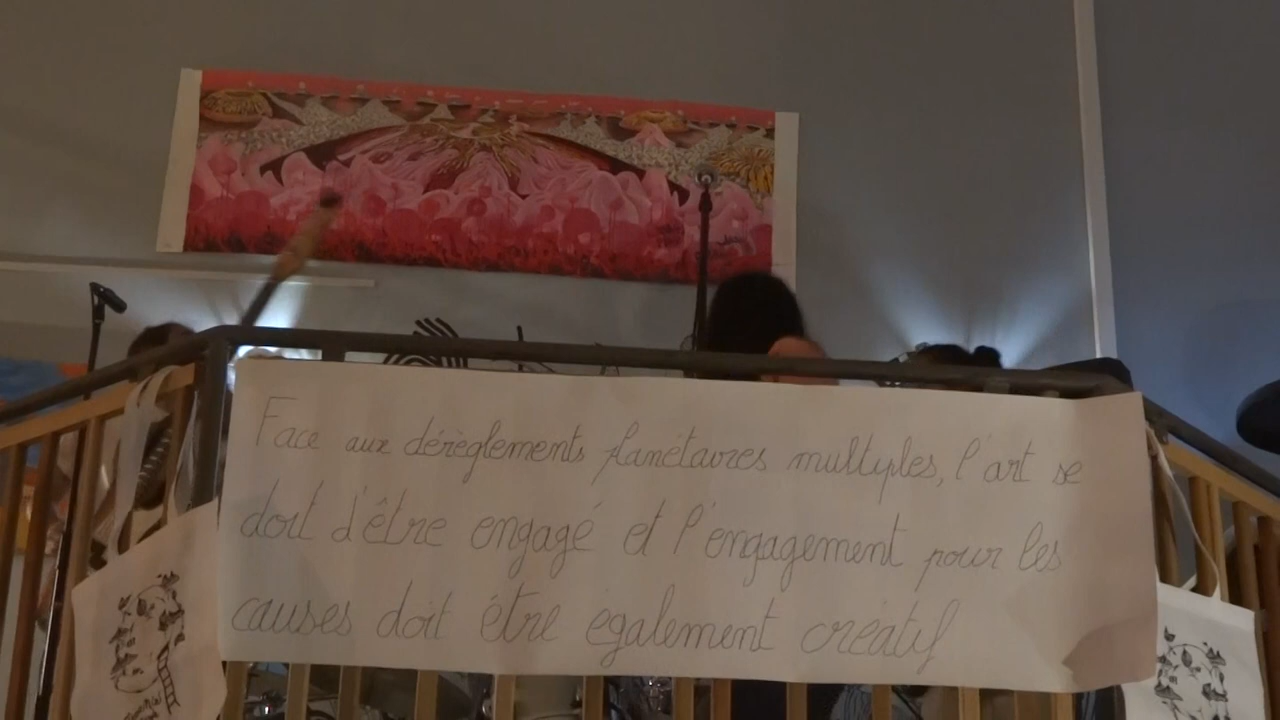 Face aux dérèglements planétaires multiples, l'art se
doit d'être engagé et l'engagement pour les
causes doit être également créatif